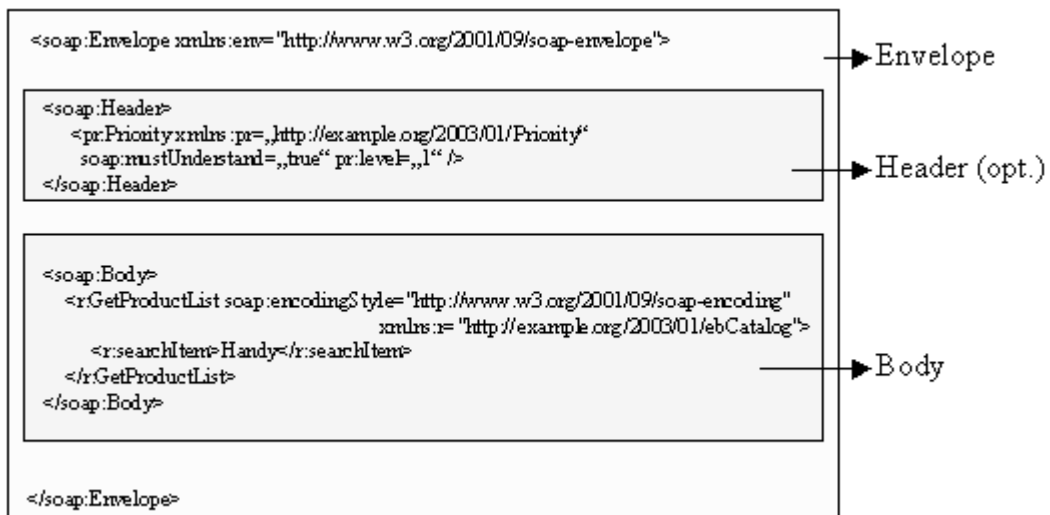 <soap:Envelope xmlns:env="http://www.w3.org/2001/09/soap-envelope">
Envelope
<soap:Header>
<pr:Priority xmlns:pr=„http://example.org/2003/01/Priority“
soap:mustUnderstand=„true“ pr:level=„1“ />
</soap:Header>
Header (opt.)
<soap:Body>
<r:GetProductList soap:encodingStyle="http://www.w3.org/2001/09/soap-encoding"
xmlns:r= "http://example.org/2003/01/ebCatalog">
<r:searchItem>Handy</r:searchItem>
</r:GetProductList>
</soap:Body>
Body
</soap:Envelope>